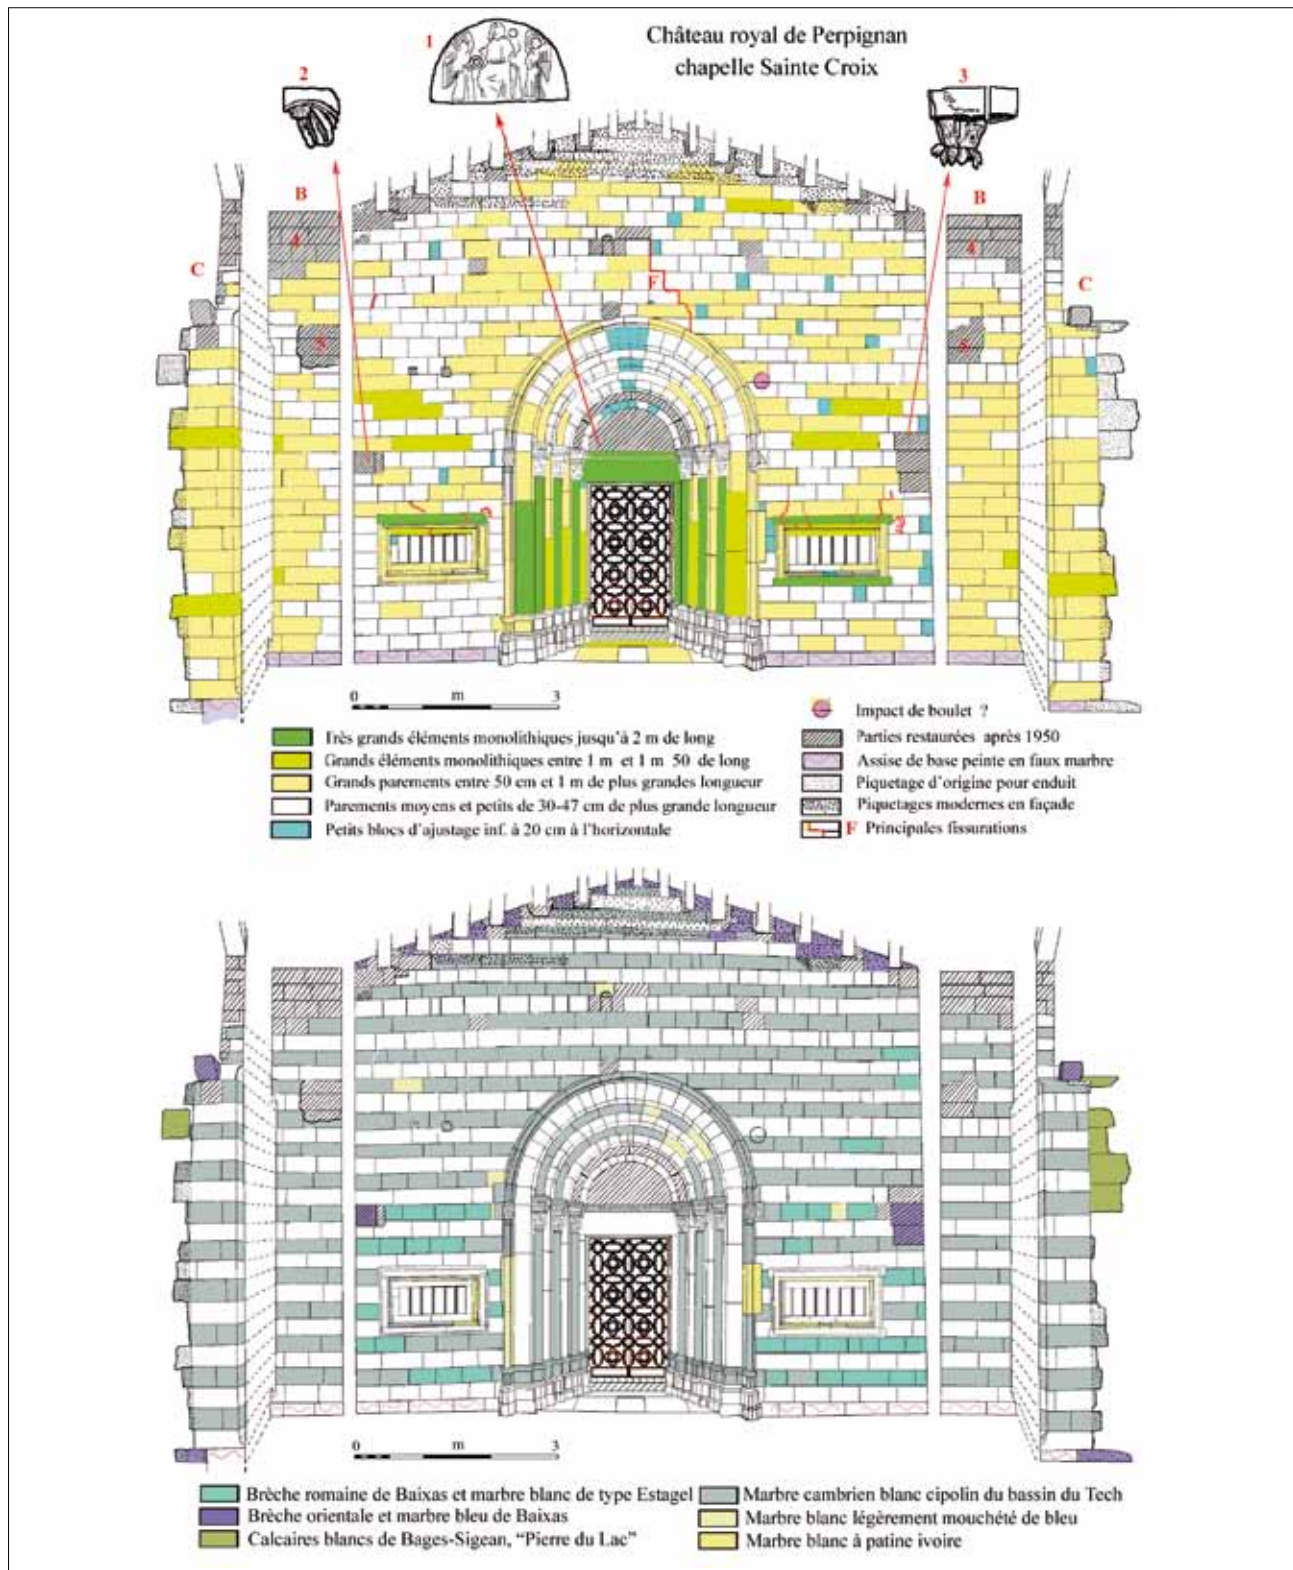 Château royal de Perpignan
chapelle Sainte Croix
1
2
3
B
B
4
4
C
C
F
5
5
0 m 3
Très grands éléments monolithiques jusqu'à 2 m de long
Grands éléments monolithiques entre 1 m et 1 m 50 de long
Grands parements entre 50 cm et 1 m de plus grandes longueur
Parements moyens et petits de 30-47 cm de plus grande longueur
Petits blocs d'ajustage inf. à 20 cm à l'horizontale
Impact de boulet ?
Parties restaurées après 1950
Assise de base peinte en faux marbre
Piquetage d'origine pour enduit
Piquetages modernes en façade
F Principales fissurations
0 m 3
Brèche romaine de Baixas et marbre blanc de type Estagel
Brèche orientale et marbre bleu de Baixas
Calcaires blancs de Bages-Sigean, "Pierre du Lac"
Marbre cambrien blanc cipolin du bassin du Tech
Marbre blanc légèrement mouchété de bleu
Marbre blanc à patine ivoire